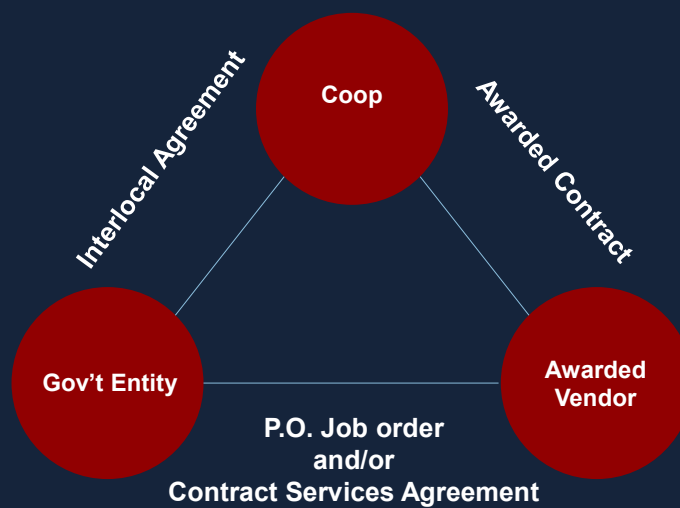 Coop
Interlocal Agreement
Awarded Contract
Gov't Entity
Awarded
Vendor
P.O. Job order
and/or
Contract Services Agreement